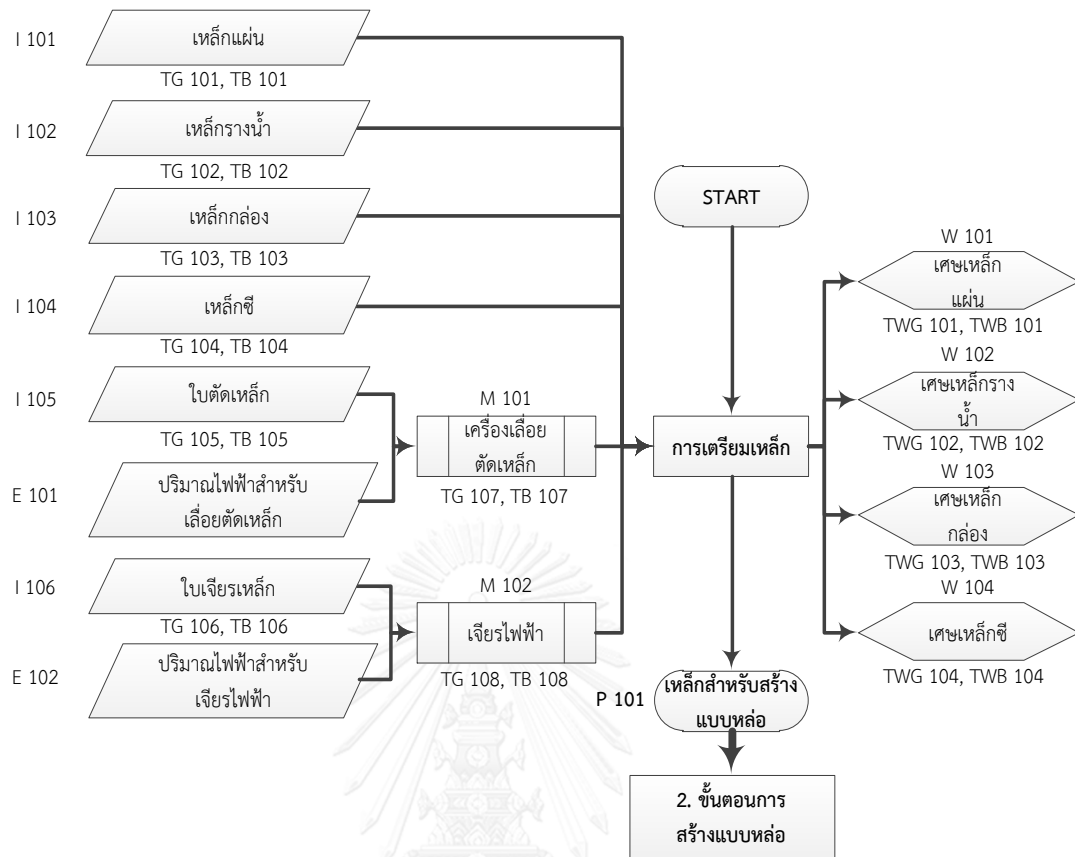 I 101
เหล็กแผ่น
TG 101, TB 101
I 102
เหล็กรางน้ำ
TG 102, TB 102
I 103
เหล็กกล่อง
TG 103, TB 103
I 104
เหล็กซี
TG 104, TB 104
I 105
ใบตัดเหล็ก
TG 105, TB 105
E 101
ปริมาณไฟฟ้าสำหรับ
เลื่อยตัดเหล็ก
I 106
ใบเจียรเหล็ก
TG 106, TB 106
E 102
ปริมาณไฟฟ้าสำหรับ
เจียรไฟฟ้า
M 101
เครื่องเลื่อย
ตัดเหล็ก
TG 107, TB 107
M 102
เจียรไฟฟ้า
TG 108, TB 108
START
การเตรียมเหล็ก
P 101
เหล็กสำหรับสร้าง
แบบหล่อ
2. ขั้นตอนการ
สร้างแบบหล่อ
W 101
เศษเหล็ก
แผ่น
TWG 101, TWB 101
W 102
เศษเหล็กราง
น้ำ
TWG 102, TWB 102
W 103
เศษเหล็ก
กล่อง
TWG 103, TWB 103
W 104
เศษเหล็กซี
TWG 104, TWB 104